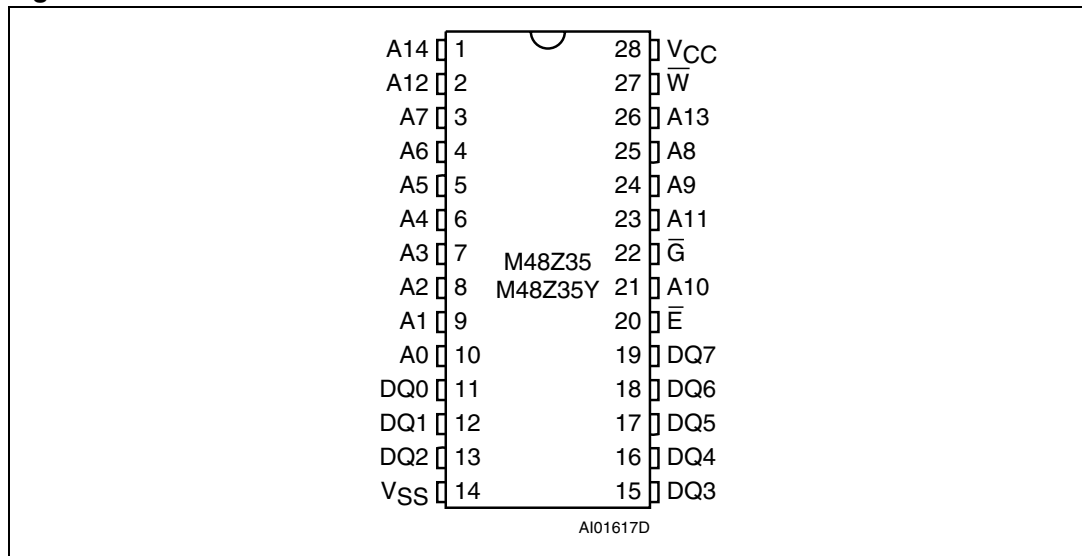 A14 1 28 VCC
A12 2 27 W̅
A7 3 26 A13
A6 4 25 A8
A5 5 24 A9
A4 6 23 A11
A3 7 22 G̅
M48Z35
A2 8 M48Z35Y 21 A10
A1 9 20 E̅
A0 10 19 DQ7
DQ0 11 18 DQ6
DQ1 12 17 DQ5
DQ2 13 16 DQ4
VSS 14 15 DQ3
AI01617D